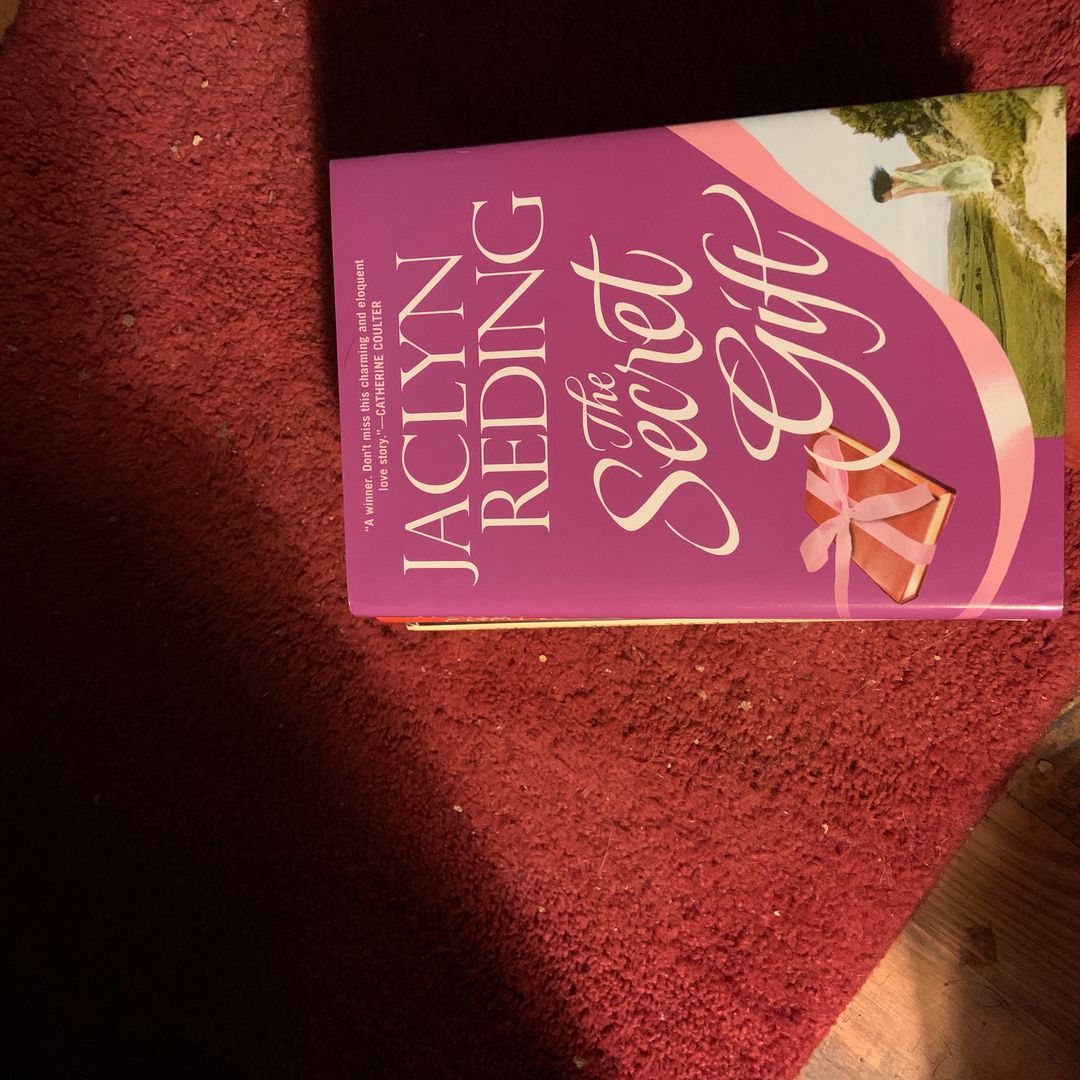 "A winner. Don't miss this charming and eloquent
love story."—CATHERINE COULTER
JACLYN
REDING
The
Secret
Gift